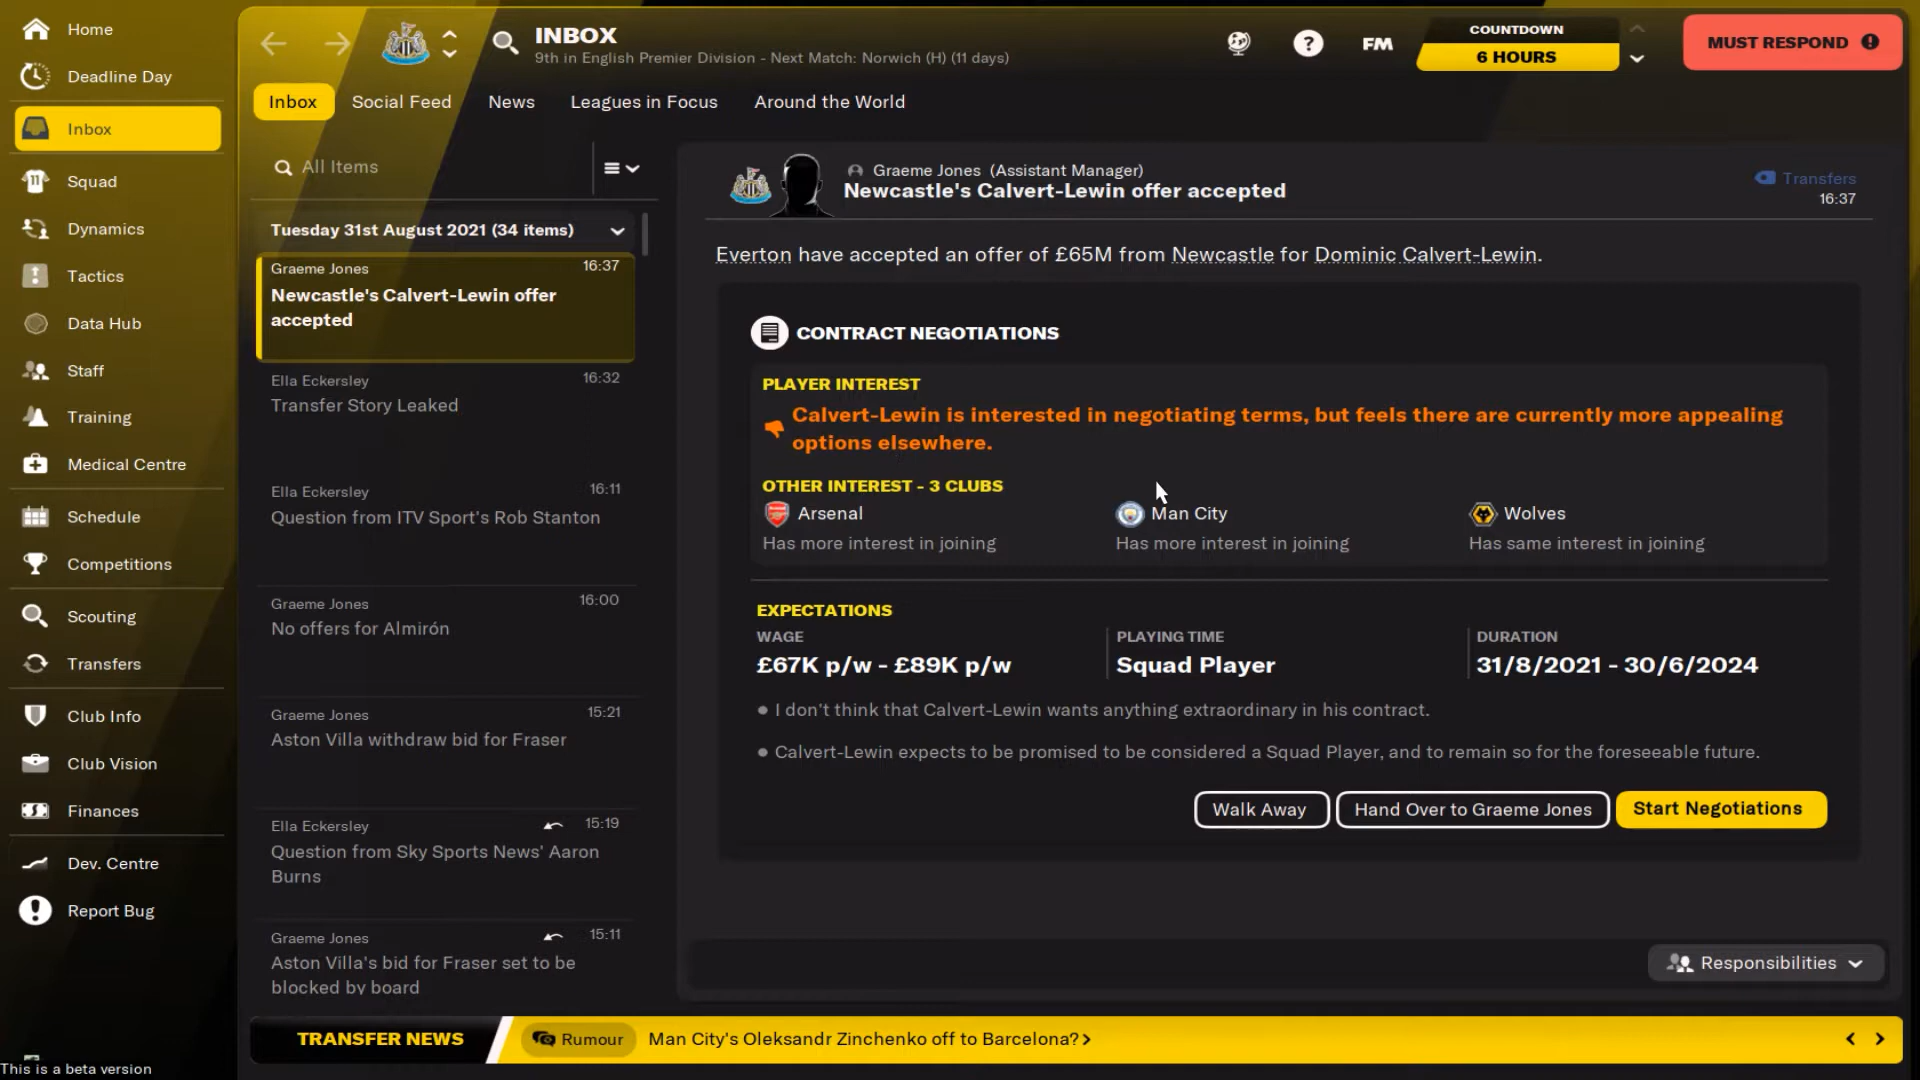 Home
Deadline Day
Inbox
Squad
Dynamics
Tactics
Data Hub
Staff
Training
Medical Centre
Schedule
Competitions
Scouting
Transfers
Club Info
Club Vision
Finances
Dev. Centre
Report Bug
This is a beta version
INBOX
9th in English Premier Division - Next Match: Norwich (H) (11 days)
?
FM
COUNTDOWN
6 HOURS
MUST RESPOND
Inbox
Social Feed
News
Leagues in Focus
Around the World
All Items
Tuesday 31st August 2021 (34 items)
Graeme Jones 16:37
Newcastle's Calvert-Lewin offer
accepted
Ella Eckersley 16:32
Transfer Story Leaked
Ella Eckersley 16:11
Question from ITV Sport's Rob Stanton
Graeme Jones 16:00
No offers for Almirón
Graeme Jones 15:21
Aston Villa withdraw bid for Fraser
Ella Eckersley 15:19
Question from Sky Sports News' Aaron
Burns
Graeme Jones 15:11
Aston Villa's bid for Fraser set to be
blocked by board
Graeme Jones (Assistant Manager)
Newcastle's Calvert-Lewin offer accepted
Transfers
16:37
Everton have accepted an offer of £65M from Newcastle for Dominic Calvert-Lewin.
CONTRACT NEGOTIATIONS
PLAYER INTEREST
Calvert-Lewin is interested in negotiating terms, but feels there are currently more appealing
options elsewhere.
OTHER INTEREST - 3 CLUBS
Arsenal
Has more interest in joining
Man City
Has more interest in joining
Wolves
Has same interest in joining
EXPECTATIONS
WAGE
£67K p/w - £89K p/w
PLAYING TIME
Squad Player
DURATION
31/8/2021 - 30/6/2024
• I don't think that Calvert-Lewin wants anything extraordinary in his contract.
• Calvert-Lewin expects to be promised to be considered a Squad Player, and to remain so for the foreseeable future.
Walk Away
Hand Over to Graeme Jones
Start Negotiations
Responsibilities
TRANSFER NEWS
Rumour
Man City's Oleksandr Zinchenko off to Barcelona?